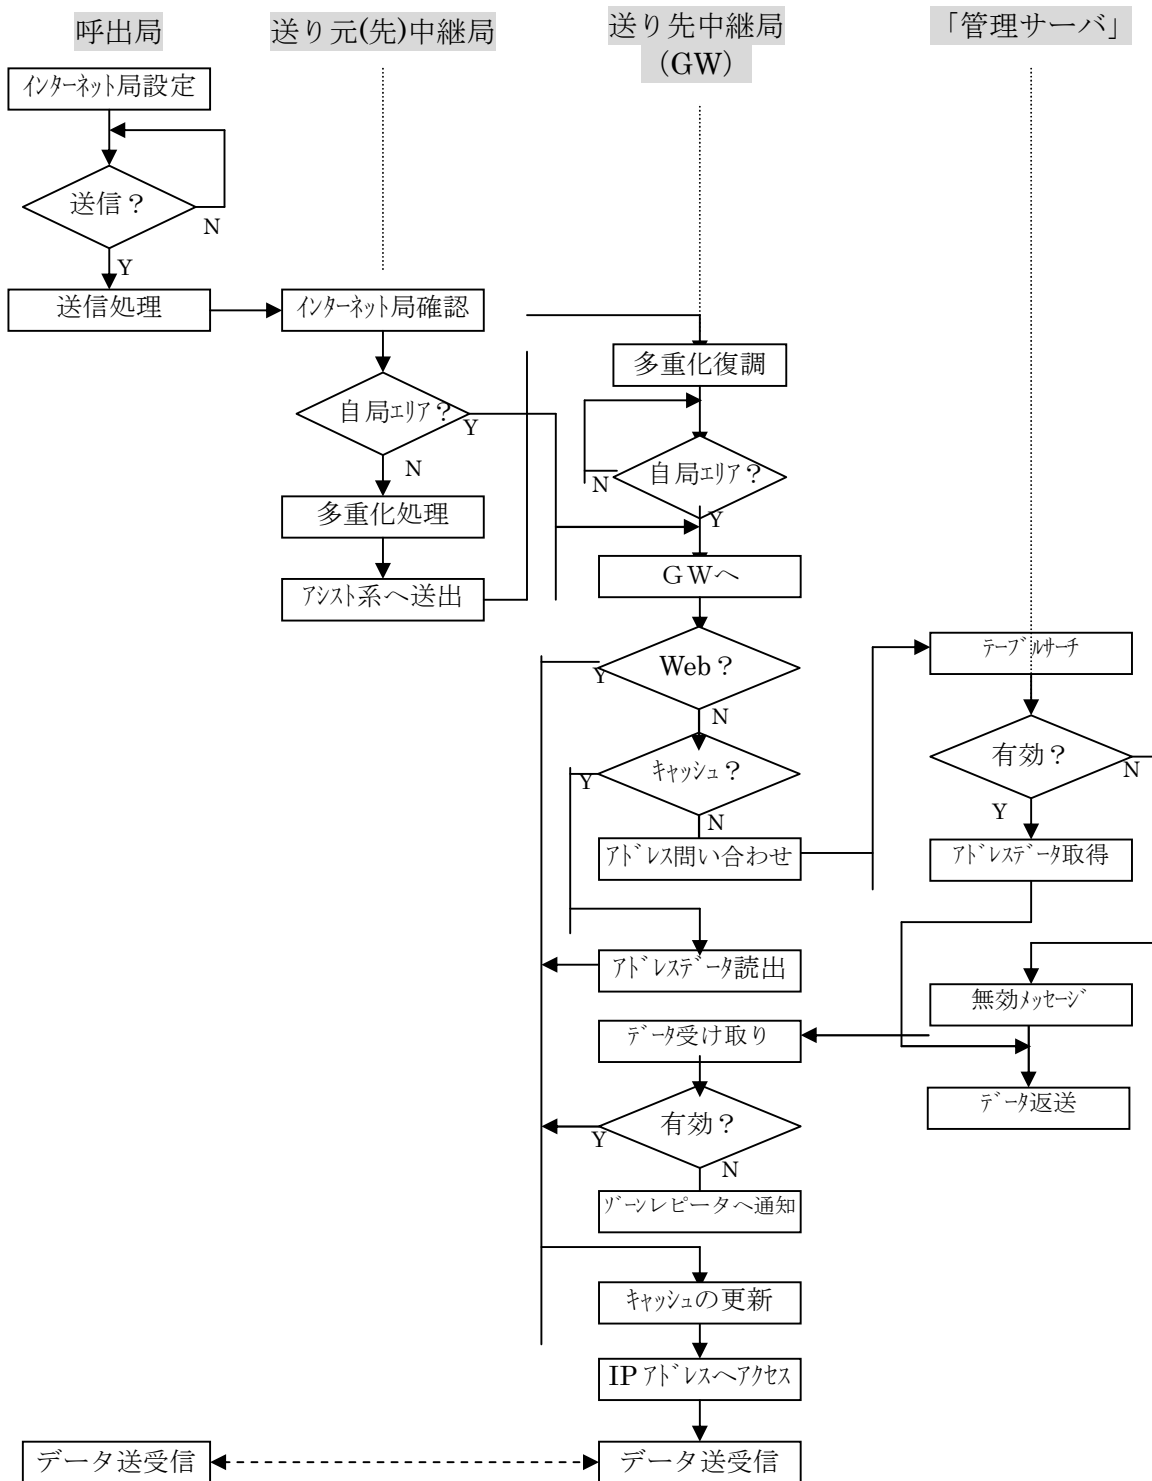 呼出局
送り元(先)中継局
送り先中継局
(GW)
「管理サーバ」
インターネット局設定
送信？
N
Y
送信処理
インターネット局確認
自局エリア？
Y
N
多重化処理
アシスト系へ送出
多重化復調
自局エリア？
N
Y
GWへ
Web？
Y
N
キャッシュ？
Y
N
アドレス問い合わせ
テーブルサーチ
有効？
N
Y
アドレスデータ取得
アドレスデータ読出
無効メッセージ
データ受け取り
データ返送
有効？
Y
N
ゾーンレピータへ通知
キャッシュの更新
IPアドレスへアクセス
データ送受信
データ送受信